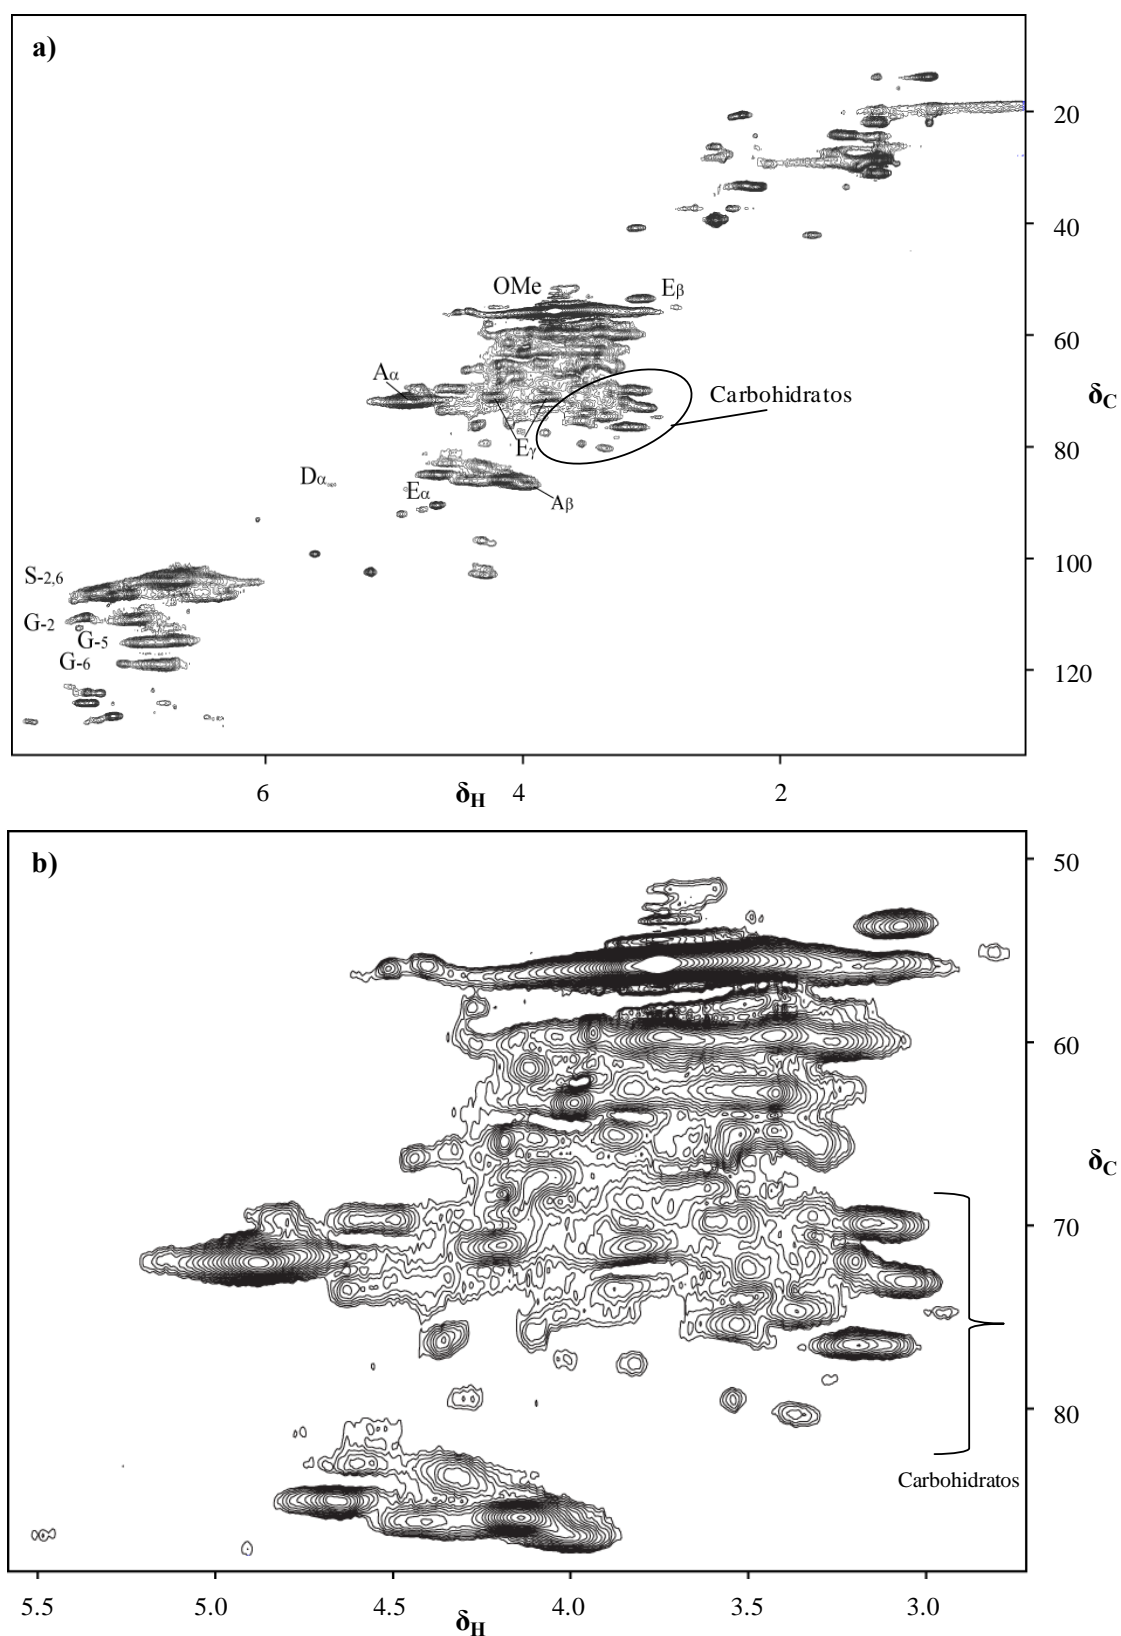 a)
20
40
OMe
Eβ
60
Aα
Carbohidratos
δC
Eγ
80
Dα
Eα
Aβ
100
S-2,6
G-2
G-5
G-6
120
6
δH
4
2
b)
50
60
δC
70
80
Carbohidratos
5.5
5.0
4.5
δH
4.0
3.5
3.0